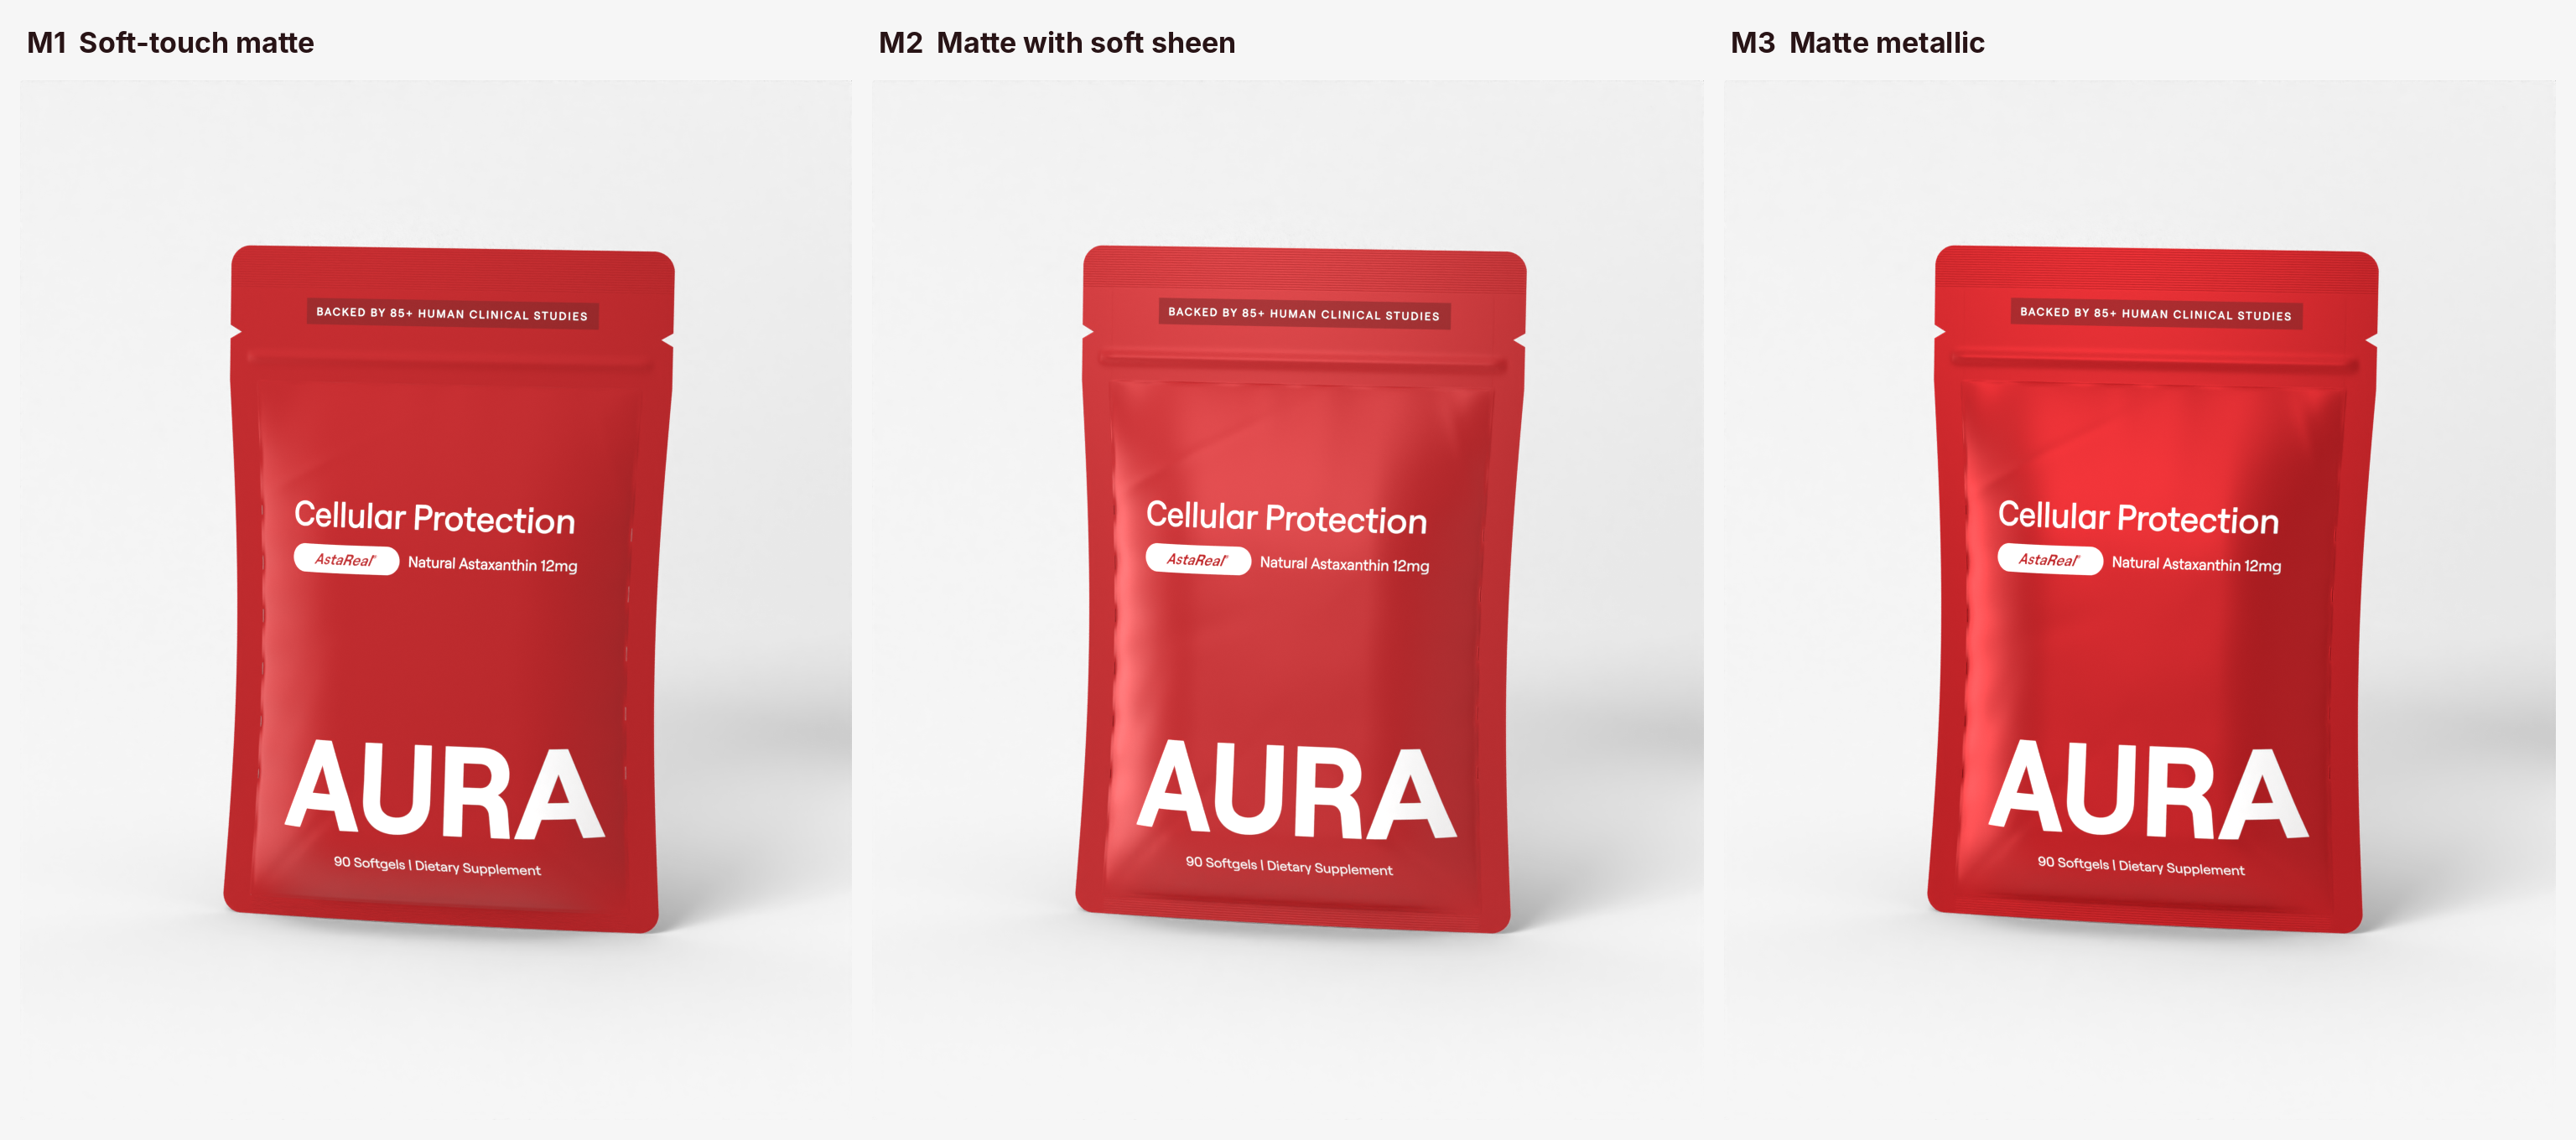 M1 Soft-touch matte
BACKED BY 85+ HUMAN CLINICAL STUDIES
Cellular Protection
AstaReal® Natural Astaxanthin 12mg
AURA
90 Softgels | Dietary Supplement
M2 Matte with soft sheen
BACKED BY 85+ HUMAN CLINICAL STUDIES
Cellular Protection
AstaReal® Natural Astaxanthin 12mg
AURA
90 Softgels | Dietary Supplement
M3 Matte metallic
BACKED BY 85+ HUMAN CLINICAL STUDIES
Cellular Protection
AstaReal® Natural Astaxanthin 12mg
AURA
90 Softgels | Dietary Supplement